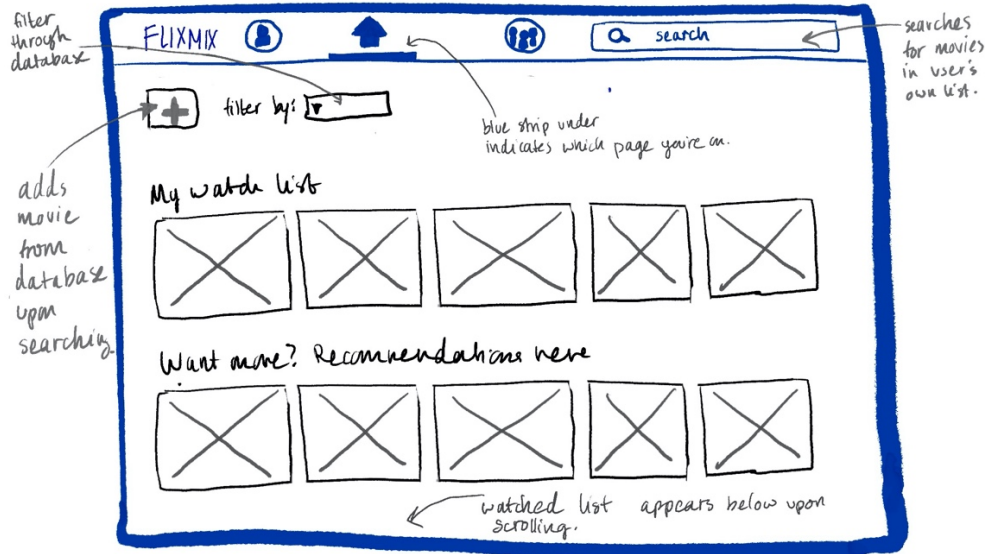 filter
through
database
FLIXMIX
search
searches
for movies
in user's
own list.
filter by:
blue strip under
indicates which page you're on.
adds
movie
from
database
upon
searching.
My watch list
Want more? Recommendations here
watched list appears below upon
scrolling.